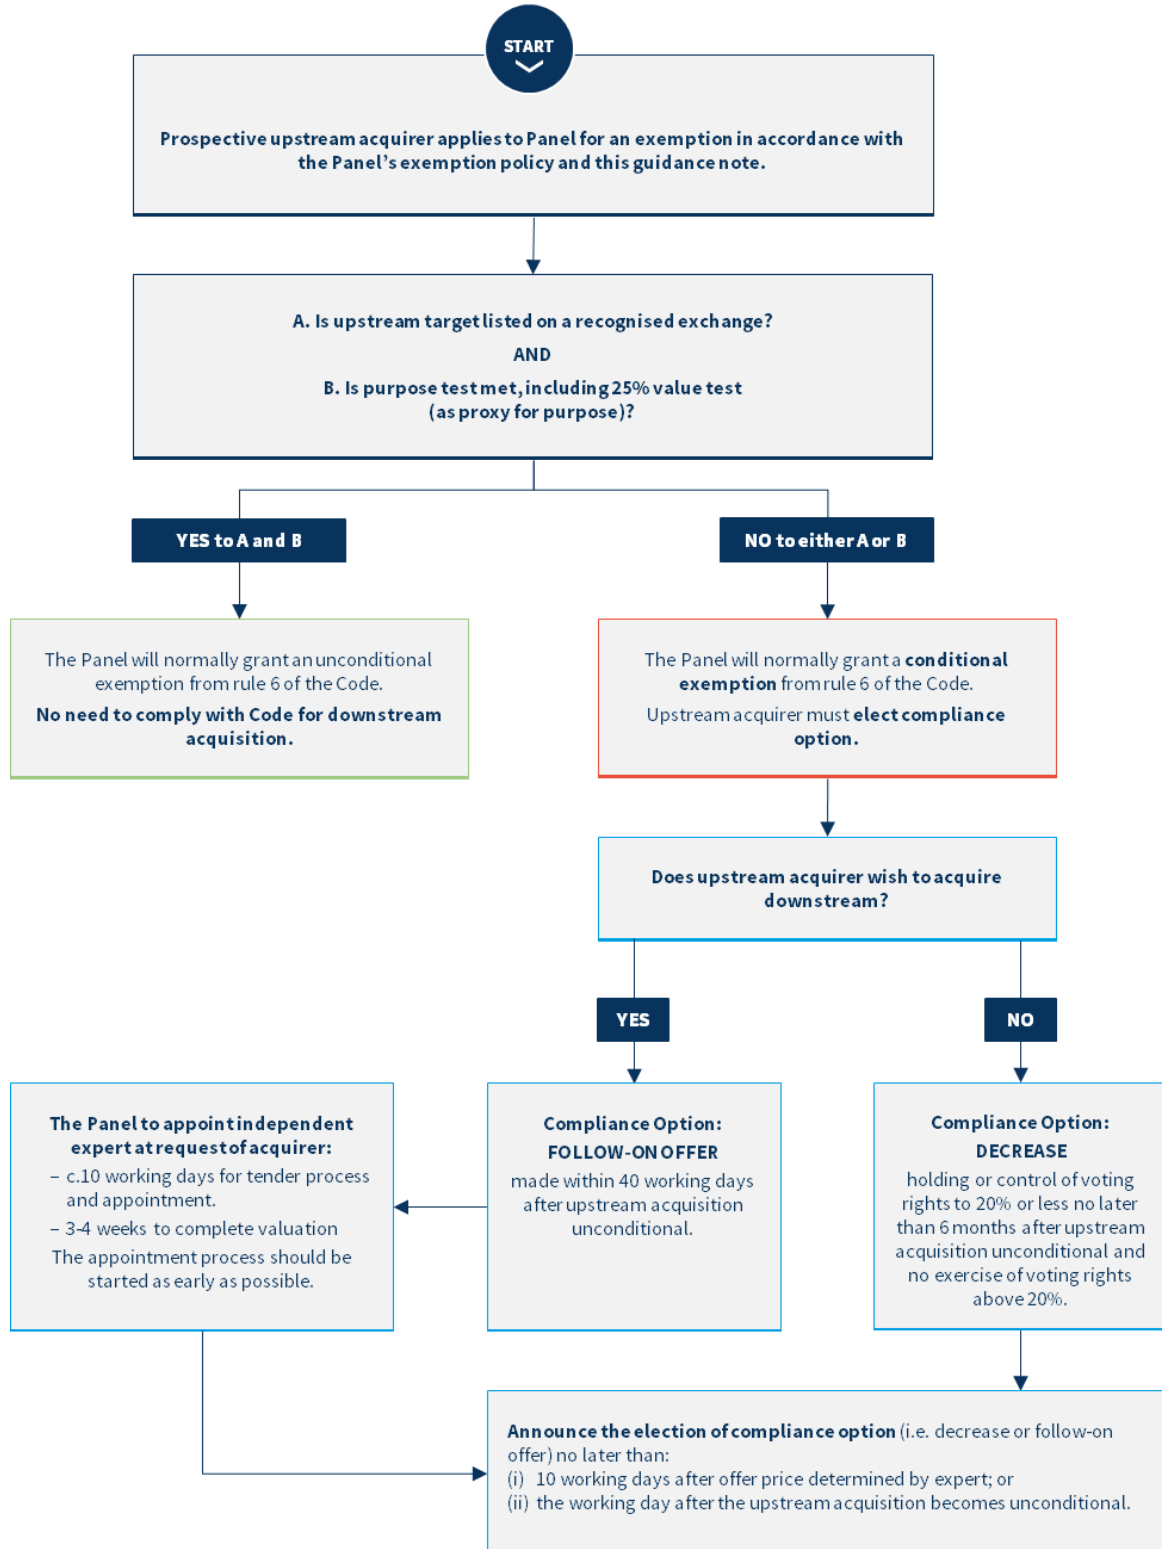 START
Prospective upstream acquirer applies to Panel for an exemption in accordance with
the Panel's exemption policy and this guidance note.
A. Is upstream target listed on a recognised exchange?
AND
B. Is purpose test met, including 25% value test
(as proxy for purpose)?
YES to A and B
NO to either A or B
The Panel will normally grant an unconditional
exemption from rule 6 of the Code.
No need to comply with Code for downstream
acquisition.
The Panel will normally grant a conditional
exemption from rule 6 of the Code.
Upstream acquirer must elect compliance
option.
Does upstream acquirer wish to acquire
downstream?
YES
NO
The Panel to appoint independent
expert at request of acquirer:
– c.10 working days for tender process
and appointment.
– 3-4 weeks to complete valuation
The appointment process should be
started as early as possible.
Compliance Option:
FOLLOW-ON OFFER
made within 40 working days
after upstream acquisition
unconditional.
Compliance Option:
DECREASE
holding or control of voting
rights to 20% or less no later
than 6 months after upstream
acquisition unconditional and
no exercise of voting rights
above 20%.
Announce the election of compliance option (i.e. decrease or follow-on
offer) no later than:
(i) 10 working days after offer price determined by expert; or
(ii) the working day after the upstream acquisition becomes unconditional.